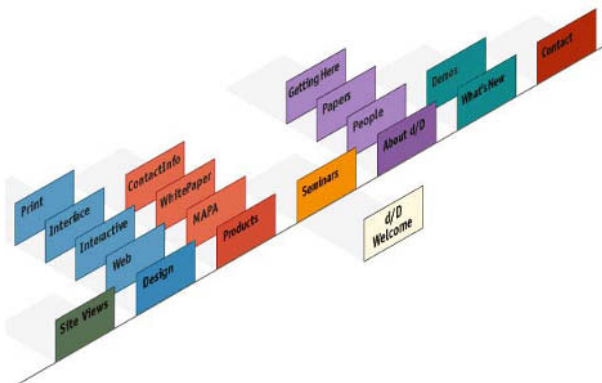 Getting Here
Papers
People
About d/D
Demos
What's New
Contact
ContactInfo
WhitePaper
MAPA
Products
Seminars
d/D
Welcome
Print
Interface
Interactive
Web
Design
Site Views